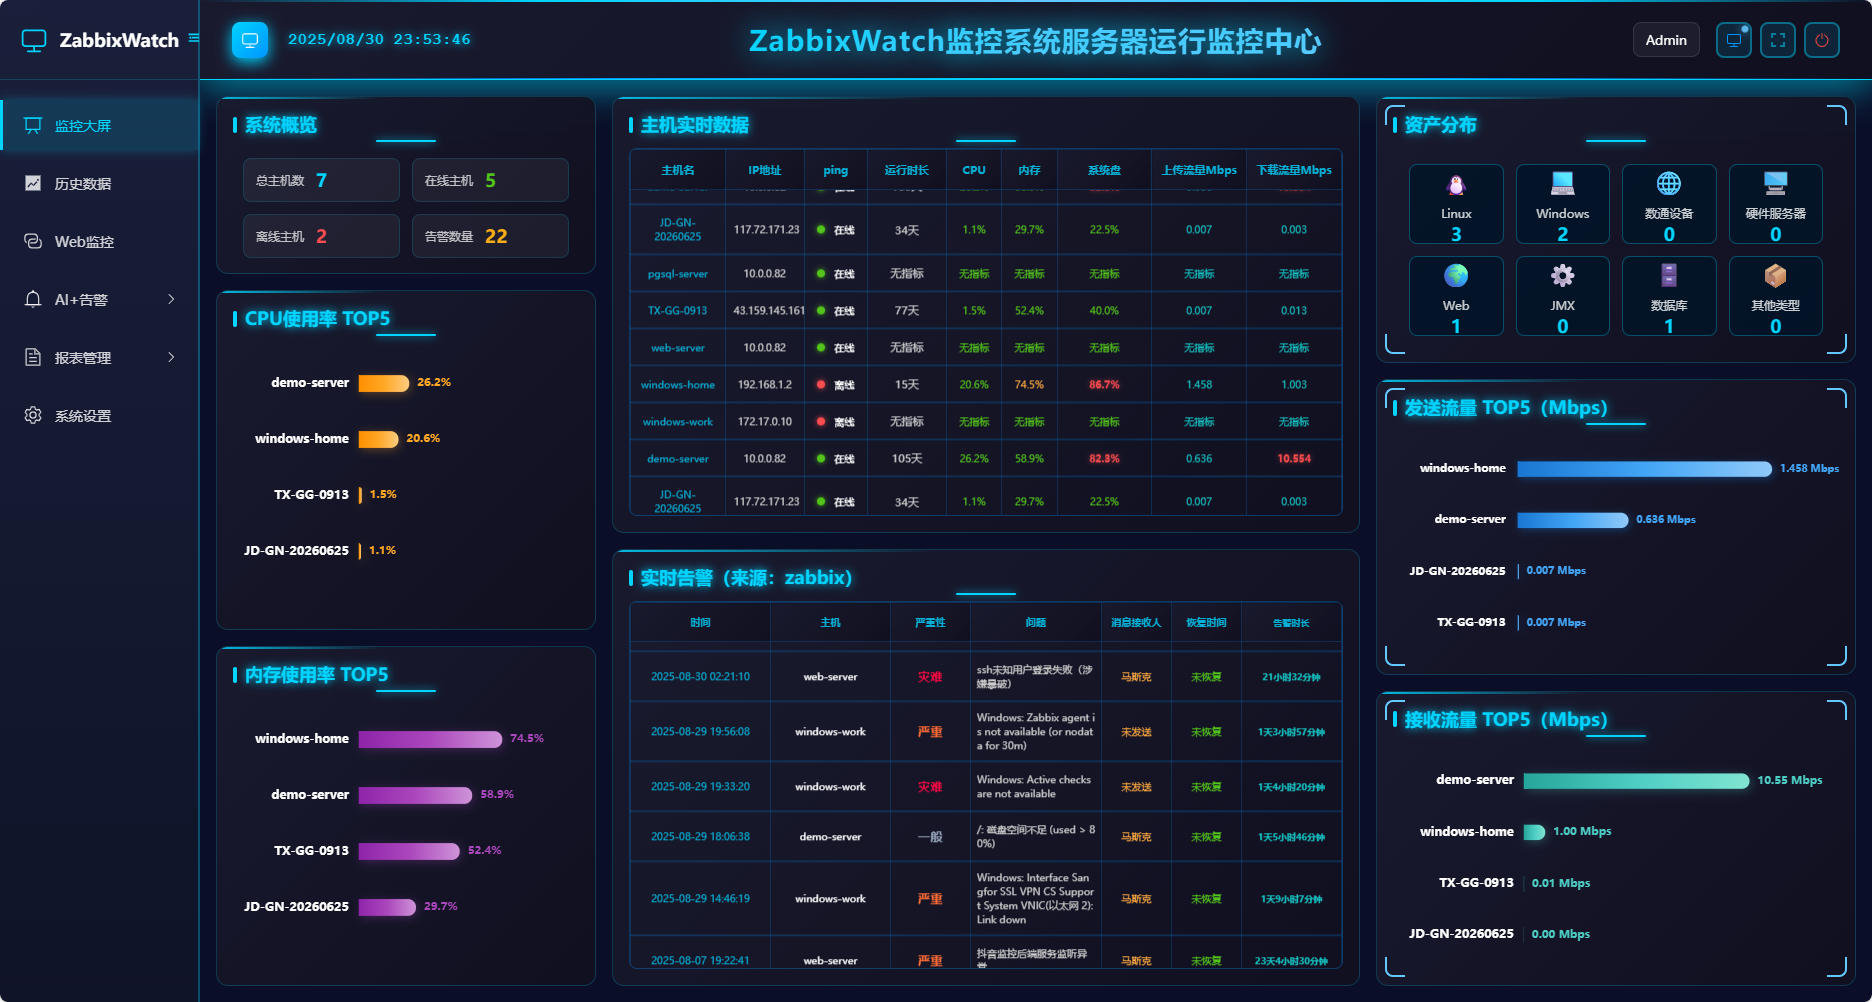 ZabbixWatch
2025/08/30 23:53:46
ZabbixWatch监控系统服务器运行监控中心
Admin
监控大屏
历史数据
Web监控
AI+告警
报表管理
系统设置
系统概览
总主机数 7
在线主机 5
离线主机 2
告警数量 22
CPU使用率 TOP5
demo-server 26.2%
windows-home 20.6%
TX-GG-0913 1.5%
JD-GN-20260625 1.1%
内存使用率 TOP5
windows-home 74.5%
demo-server 58.9%
TX-GG-0913 52.4%
JD-GN-20260625 29.7%
主机实时数据
主机名 IP地址 ping 运行时长 CPU 内存 系统盘 上传流量Mbps 下载流量Mbps
JD-GN-
20260625 117.72.171.23 在线 34天 1.1% 29.7% 22.5% 0.007 0.003
pgsql-server 10.0.0.82 在线 无指标 无指标 无指标 无指标 无指标 无指标
TX-GG-0913 43.159.145.161 在线 77天 1.5% 52.4% 40.0% 0.007 0.013
web-server 10.0.0.82 在线 无指标 无指标 无指标 无指标 无指标 无指标
windows-home 192.168.1.2 离线 15天 20.6% 74.5% 86.7% 1.458 1.003
windows-work 172.17.0.10 离线 无指标 无指标 无指标 无指标 无指标 无指标
demo-server 10.0.0.82 在线 105天 26.2% 58.9% 82.3% 0.636 10.554
JD-GN-
20260625 117.72.171.23 在线 34天 1.1% 29.7% 22.5% 0.007 0.003
实时告警（来源：zabbix）
时间 主机 严重性 问题 消息接收人 恢复时间 告警时长
2025-08-30 02:21:10 web-server 灾难 ssh未知用户登录失败（涉
嫌暴破） 马斯克 未恢复 21小时32分钟
2025-08-29 19:56:08 windows-work 严重 Windows: Zabbix agent i
s not available (or nodat
a for 30m) 未发送 未恢复 1天3小时57分钟
2025-08-29 19:33:20 windows-work 灾难 Windows: Active checks
are not available 未发送 未恢复 1天4小时20分钟
2025-08-29 18:06:38 demo-server 一般 /: 磁盘空间不足 (used > 8
0%) 马斯克 未恢复 1天5小时46分钟
2025-08-29 14:46:19 windows-work 严重 Windows: Interface San
gfor SSL VPN CS Suppor
t System VNIC(以太网 2):
Link down 马斯克 未恢复 1天9小时7分钟
2025-08-07 19:22:41 web-server 严重 抖音监控后端服务监听异
常 马斯克 未恢复 23天4小时30分钟
资产分布
Linux 3
Windows 2
数通设备 0
硬件服务器 0
Web 1
JMX 0
数据库 1
其他类型 0
发送流量 TOP5（Mbps）
windows-home 1.458 Mbps
demo-server 0.636 Mbps
JD-GN-20260625 0.007 Mbps
TX-GG-0913 0.007 Mbps
接收流量 TOP5（Mbps）
demo-server 10.55 Mbps
windows-home 1.00 Mbps
TX-GG-0913 0.01 Mbps
JD-GN-20260625 0.00 Mbps